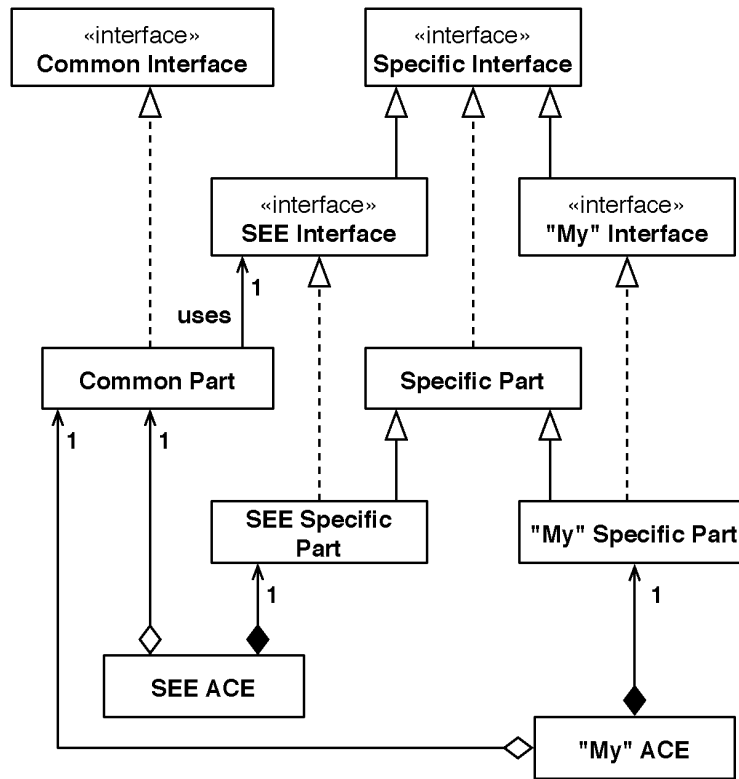 «interface»
Common Interface
«interface»
Specific Interface
«interface»
SEE Interface
«interface»
"My" Interface
1
uses
Common Part
Specific Part
1
1
SEE Specific
Part
"My" Specific Part
1
1
SEE ACE
"My" ACE